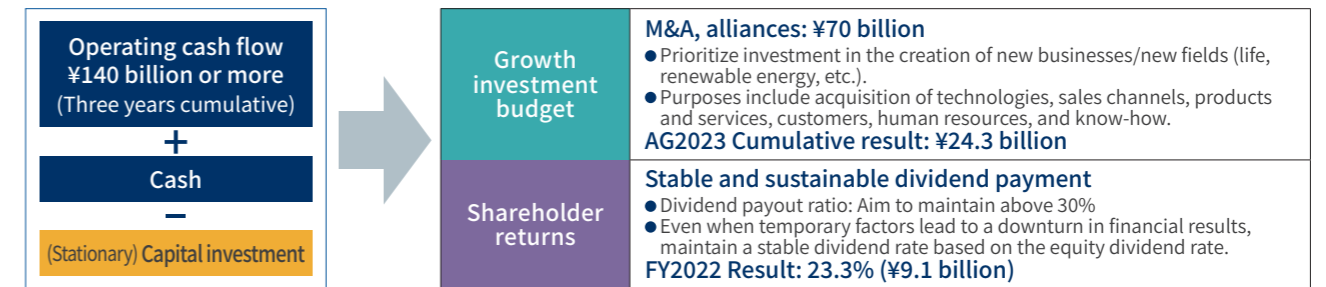 Operating cash flow
¥140 billion or more
(Three years cumulative)
+
Cash
−
(Stationary) Capital investment
Growth
investment
budget
M&A, alliances: ¥70 billion
● Prioritize investment in the creation of new businesses/new fields (life,
renewable energy, etc.).
● Purposes include acquisition of technologies, sales channels, products
and services, customers, human resources, and know-how.
AG2023 Cumulative result: ¥24.3 billion
Shareholder
returns
Stable and sustainable dividend payment
● Dividend payout ratio: Aim to maintain above 30%
● Even when temporary factors lead to a downturn in financial results,
maintain a stable dividend rate based on the equity dividend rate.
FY2022 Result: 23.3% (¥9.1 billion)